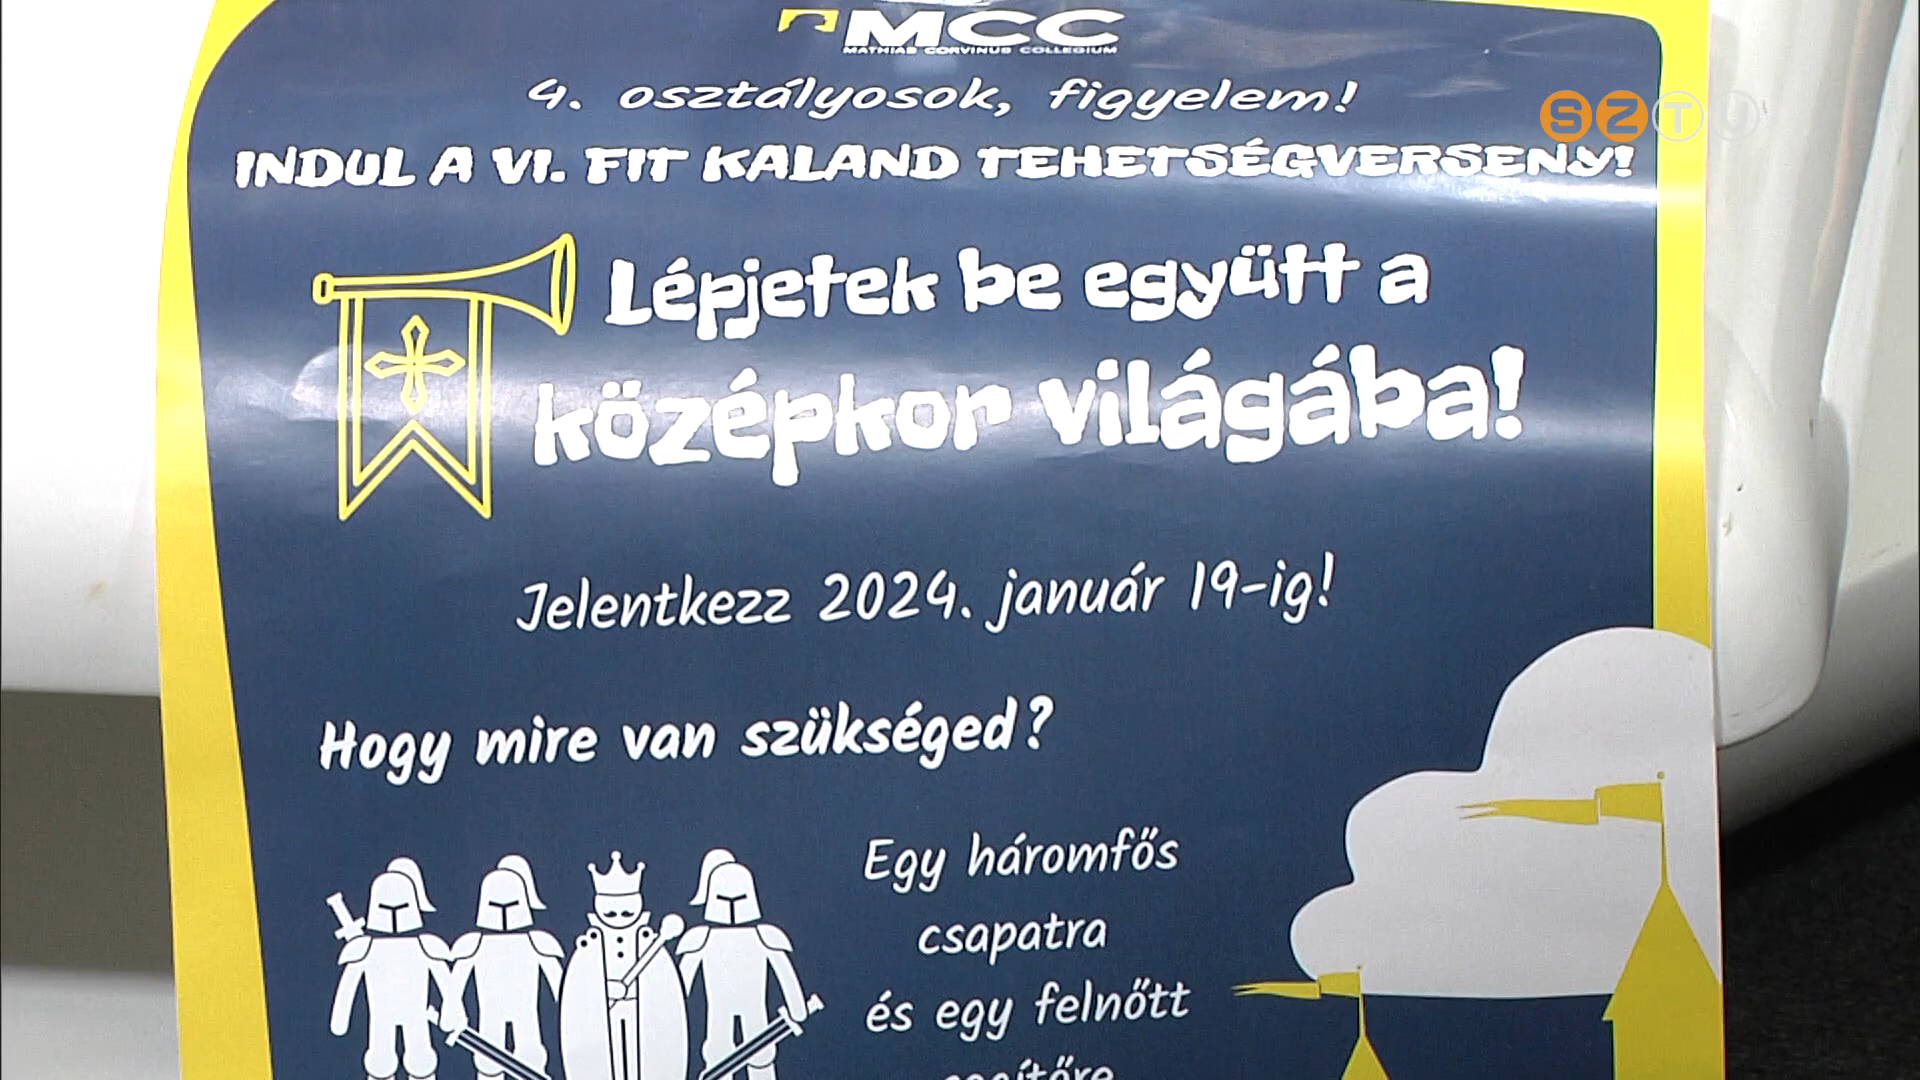 MCC
MATHIAS CORVINUS COLLEGIUM
4. osztályosok, figyelem!
SZTV
INDUL A VI. FIT KALAND TEHETSÉGVERSENY!
Lépjetek be együtt a
középkor világába!
Jelentkezz 2024. január 19-ig!
Hogy mire van szükséged?
Egy háromfős
csapatra
és egy felnőtt
segítőre